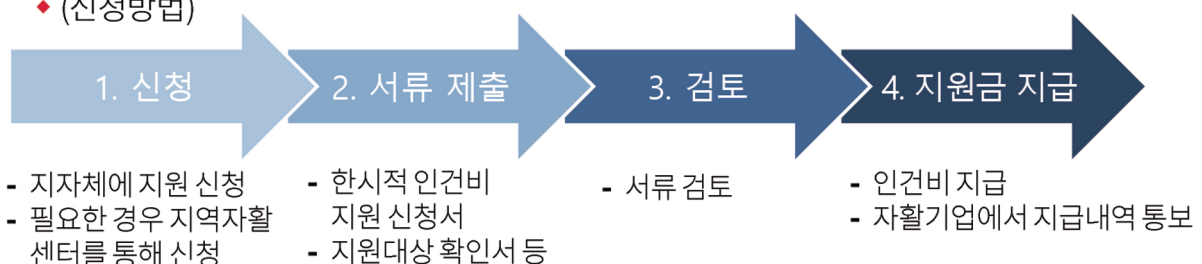 ◆ (신청방법)
1. 신청
2. 서류 제출
3. 검토
4. 지원금 지급
- 지자체에 지원 신청
- 필요한 경우 지역자활
센터를 통해 신청
- 한시적 인건비
지원 신청서
- 지원대상 확인서 등
- 서류 검토
- 인건비 지급
- 자활기업에서 지급내역 통보